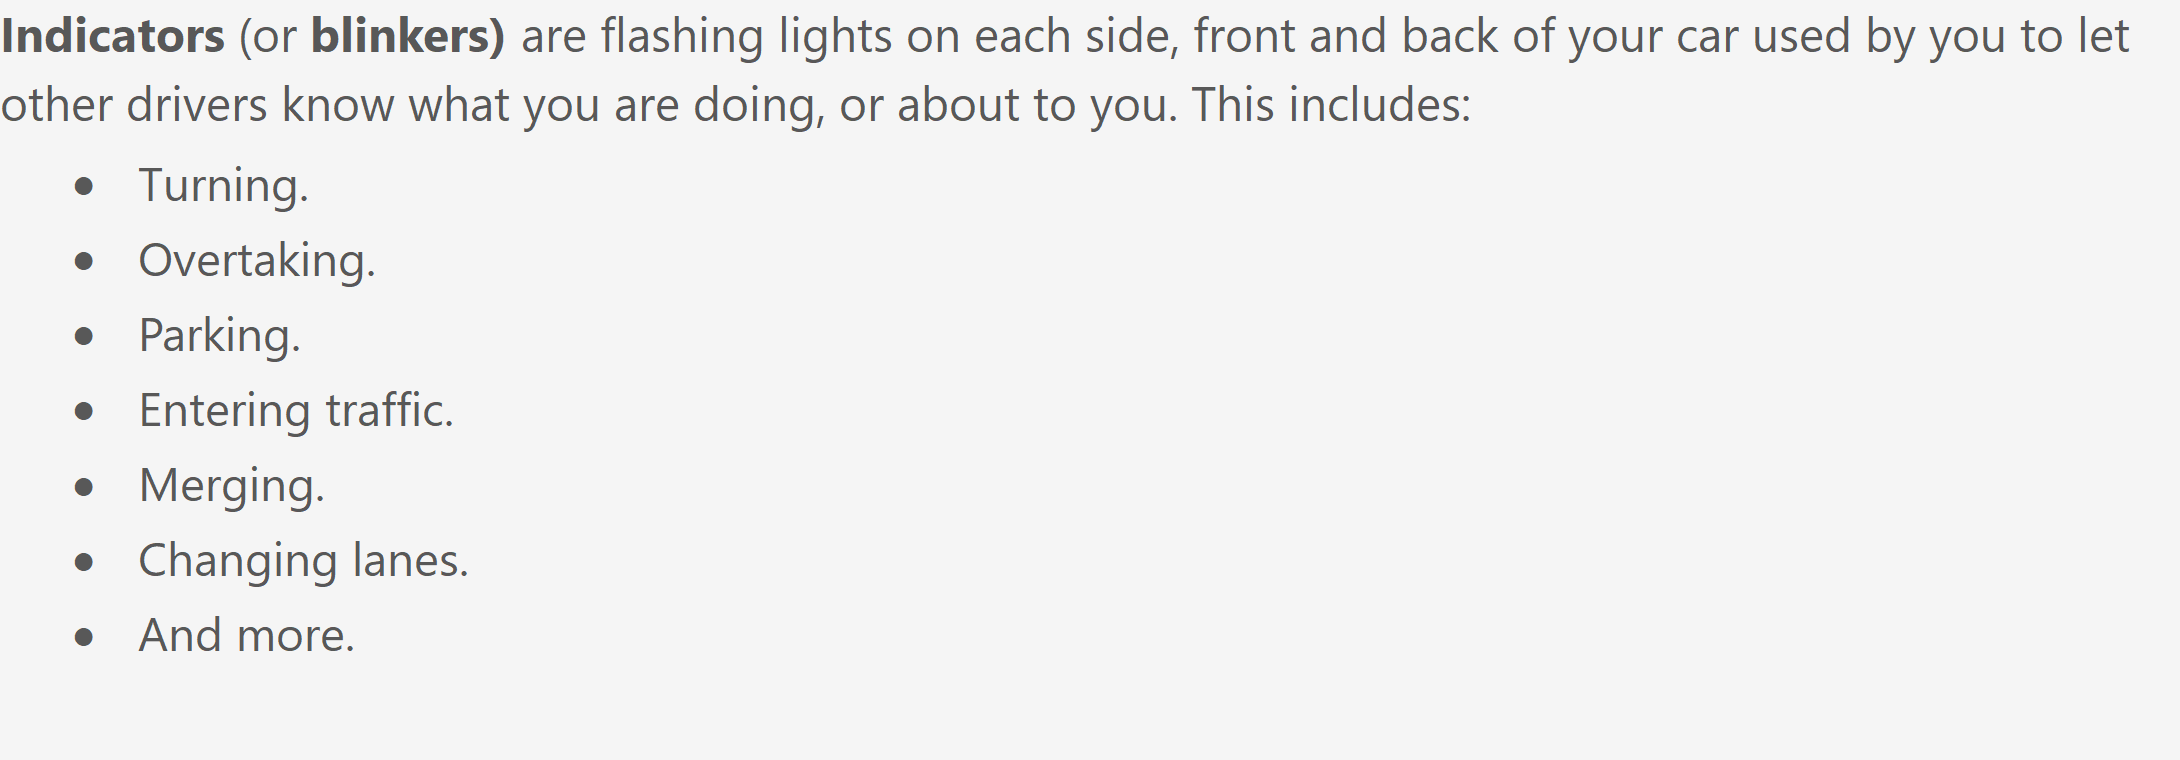 Indicators (or blinkers) are flashing lights on each side, front and back of your car used by you to let
other drivers know what you are doing, or about to you. This includes:
● Turning.
● Overtaking.
● Parking.
● Entering traffic.
● Merging.
● Changing lanes.
● And more.